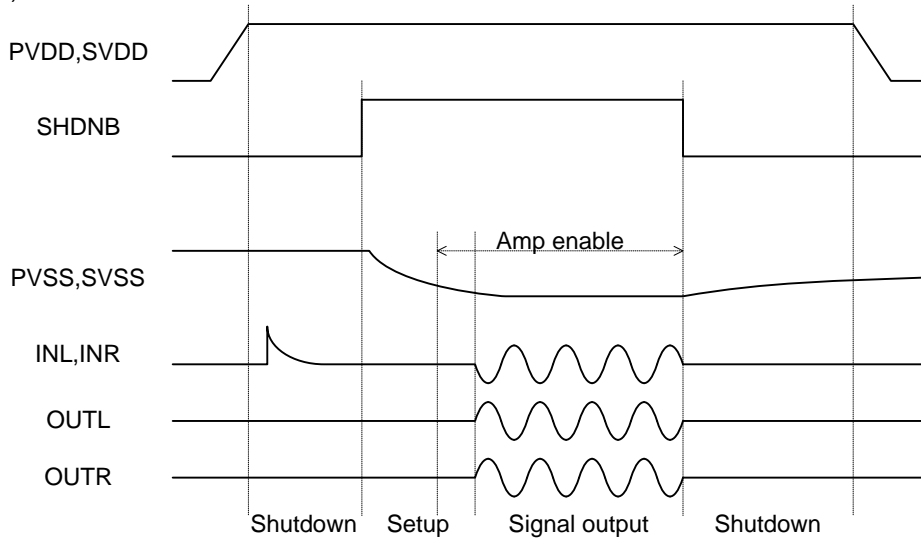 PVDD,SVDD
SHDNB
Amp enable
PVSS,SVSS
INL,INR
OUTL
OUTR
Shutdown Setup Signal output Shutdown